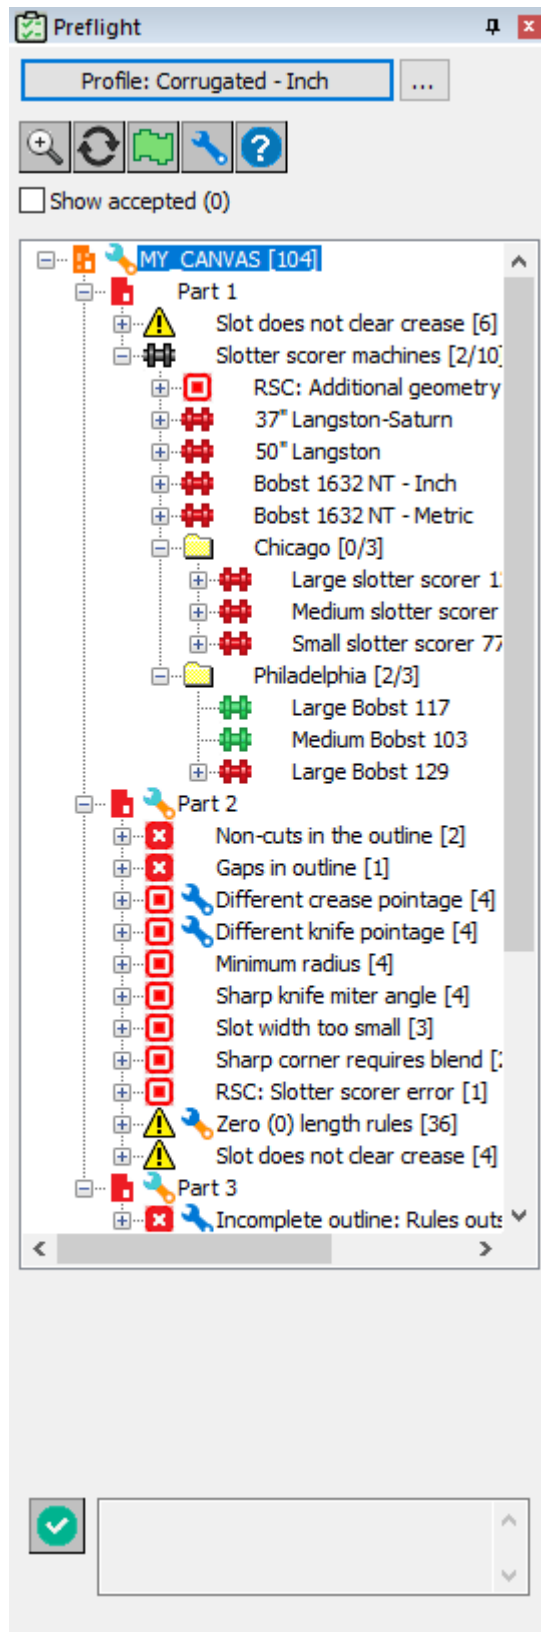 Preflight
Profile: Corrugated - Inch
...
Show accepted (0)
MY_CANVAS [104]
Part 1
Slot does not clear crease [6]
Slotter scorer machines [2/10]
RSC: Additional geometry
37" Langston-Saturn
50" Langston
Bobst 1632 NT - Inch
Bobst 1632 NT - Metric
Chicago [0/3]
Large slotter scorer
Medium slotter scorer
Small slotter scorer 77
Philadelphia [2/3]
Large Bobst 117
Medium Bobst 103
Large Bobst 129
Part 2
Non-cuts in the outline [2]
Gaps in outline [1]
Different crease pointage [4]
Different knife pointage [4]
Minimum radius [4]
Sharp knife miter angle [4]
Slot width too small [3]
Sharp corner requires blend
RSC: Slotter scorer error [1]
Zero (0) length rules [36]
Slot does not clear crease [4]
Part 3
Incomplete outline: Rules outs